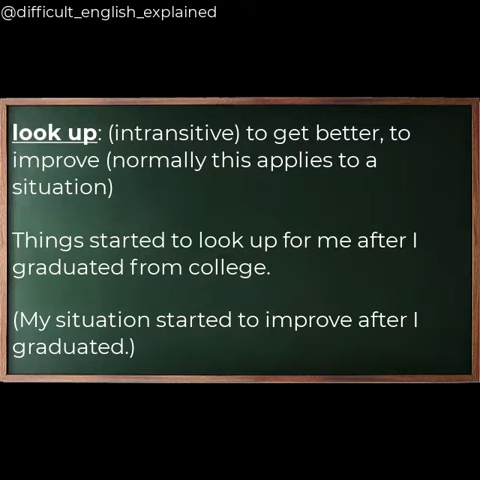 @difficult_english_explained
look up: (intransitive) to get better, to
improve (normally this applies to a
situation)
Things started to look up for me after I
graduated from college.
(My situation started to improve after I
graduated.)